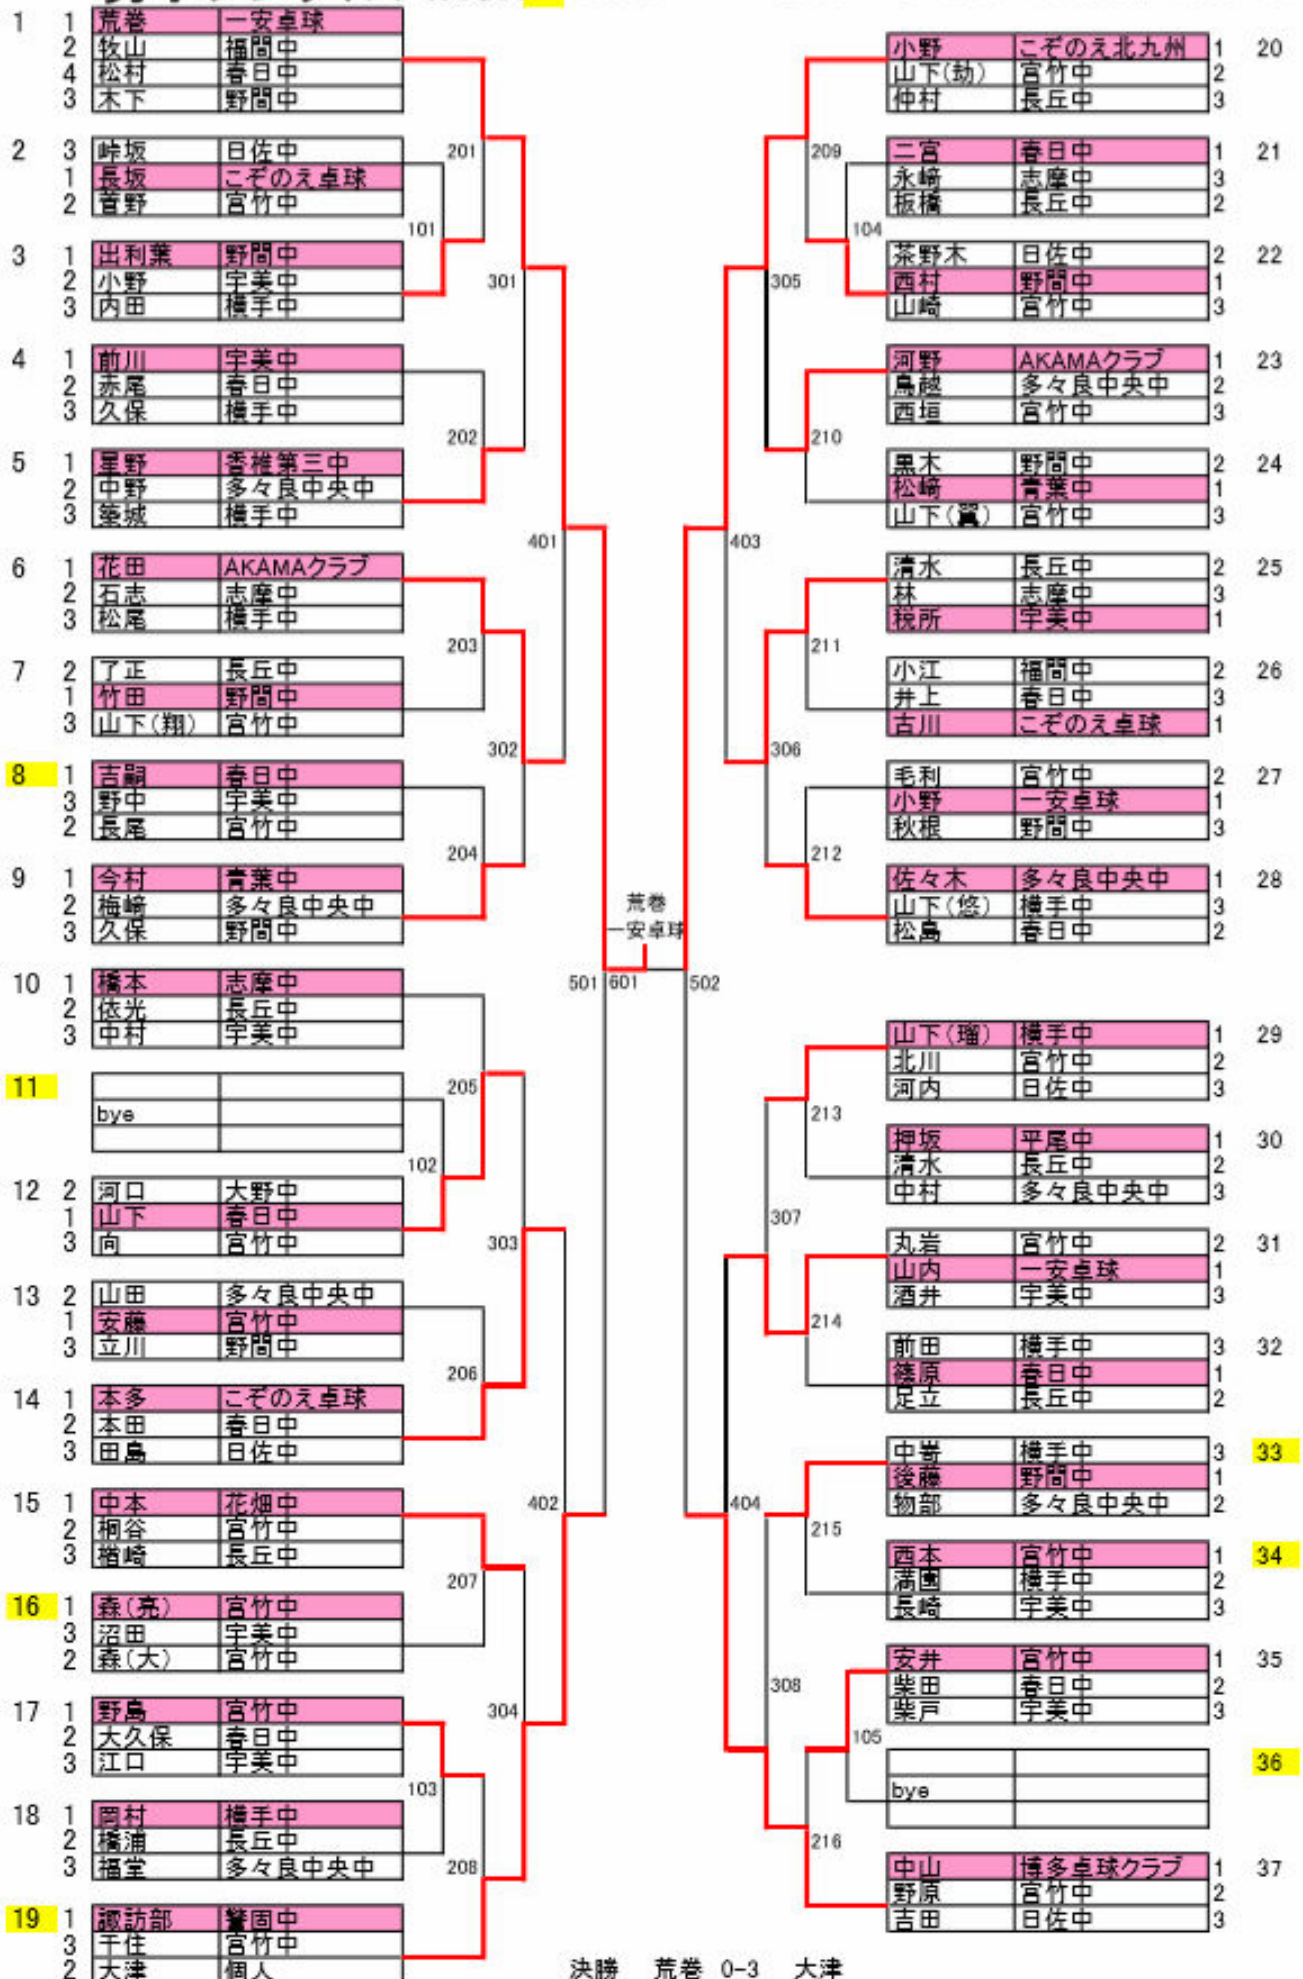 1 1 荒巻 一安卓球
2 牧山 福間中
4 松村 春日中
3 木下 野間中
2 3 峠坂 日佐中
1 長坂 こぞのえ卓球
2 菅野 宮竹中
3 1 出利葉 野間中
2 小野 宇美中
3 内田 横手中
4 1 前川 宇美中
2 赤尾 春日中
3 久保 横手中
5 1 星野 香椎第三中
2 中野 多々良中央中
3 築城 横手中
6 1 花田 AKAMAクラブ
2 石志 志摩中
3 松尾 横手中
7 2 了正 長丘中
1 竹田 野間中
3 山下(翔) 宮竹中
8 1 吉嗣 春日中
3 野中 宇美中
2 長尾 宮竹中
9 1 今村 青葉中
2 梅崎 多々良中央中
3 久保 野間中
10 1 橋本 志摩中
2 依光 長丘中
3 中村 宇美中
11
bye
12 2 河口 大野中
1 山下 春日中
3 向 宮竹中
13 2 山田 多々良中央中
1 安藤 宮竹中
3 立川 野間中
14 1 本多 こぞのえ卓球
2 本田 春日中
3 田島 日佐中
15 1 中本 花畑中
2 桐谷 宮竹中
3 楢崎 長丘中
16 1 森(亮) 宮竹中
3 沼田 宇美中
2 森(大) 宮竹中
17 1 野島 宮竹中
2 大久保 春日中
3 江口 宇美中
18 1 岡村 横手中
2 橋浦 長丘中
3 福堂 多々良中央中
19 1 諏訪部 警固中
3 千住 宮竹中
2 大津 個人
201
101
301
202
401
203
302
204
501
205
102
303
206
402
207
304
103
208
荒巻
一安卓球
601
502
209
104
305
210
403
211
306
212
213
307
214
404
215
308
105
216
小野 こぞのえ北九州 1 20
山下(劫) 宮竹中 2
仲村 長丘中 3
二宮 春日中 1 21
永崎 志摩中 3
板橋 長丘中 2
茶野木 日佐中 2 22
西村 野間中 1
山崎 宮竹中 3
河野 AKAMAクラブ 1 23
鳥越 多々良中央中 2
西垣 宮竹中 3
黒木 野間中 2 24
松崎 青葉中 1
山下(翼) 宮竹中 3
清水 長丘中 2 25
林 志摩中 3
税所 宇美中 1
小江 福間中 2 26
井上 春日中 3
古川 こぞのえ卓球 1
毛利 宮竹中 2 27
小野 一安卓球 1
秋根 野間中 3
佐々木 多々良中央中 1 28
山下(悠) 横手中 3
松島 春日中 2
山下(瑠) 横手中 1 29
北川 宮竹中 2
河内 日佐中 3
押坂 平尾中 1 30
清水 長丘中 2
中村 多々良中央中 3
丸岩 宮竹中 2 31
山内 一安卓球 1
酒井 宇美中 3
前田 横手中 3 32
篠原 春日中 1
足立 長丘中 2
中嵜 横手中 3 33
後藤 野間中 1
物部 多々良中央中 2
西本 宮竹中 1 34
満園 横手中 2
長崎 宇美中 3
安井 宮竹中 1 35
柴田 春日中 2
柴戸 宇美中 3
36
bye
中山 博多卓球クラブ 1 37
野原 宮竹中 2
吉田 日佐中 3
決勝 荒巻 0-3 大津